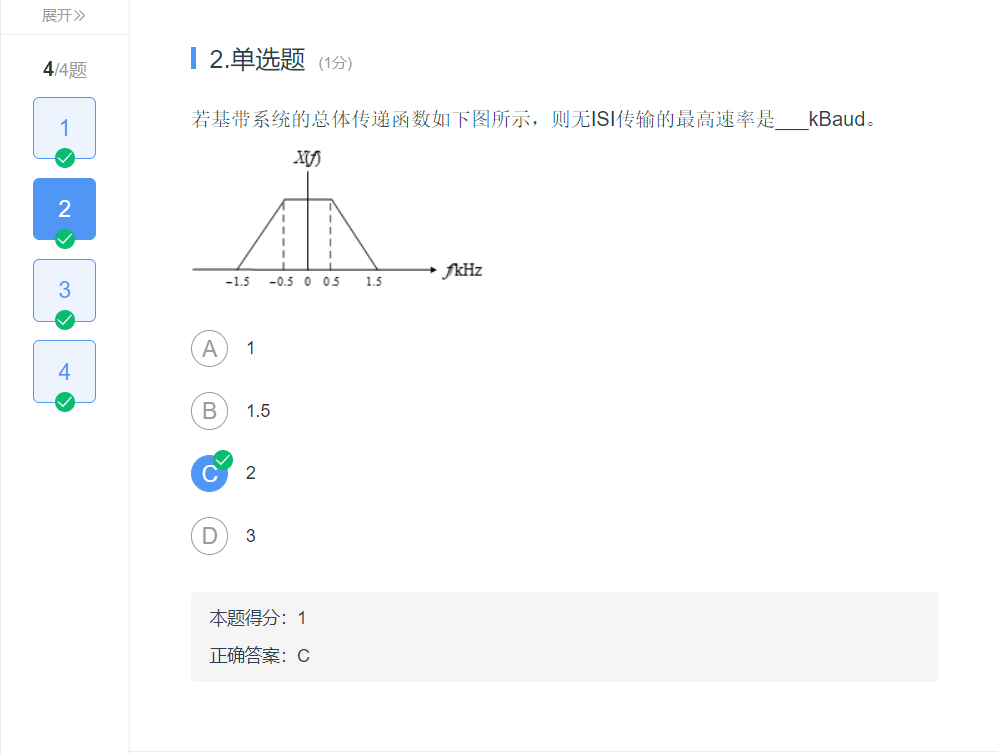 展开
4/4题
1
2
3
4
2.单选题 (1分)
若基带系统的总体传递函数如下图所示，则无ISI传输的最高速率是___kBaud。
X(f)
f/kHz
-1.5 -0.5 0 0.5 1.5
A 1
B 1.5
C 2
D 3
本题得分：1
正确答案：C